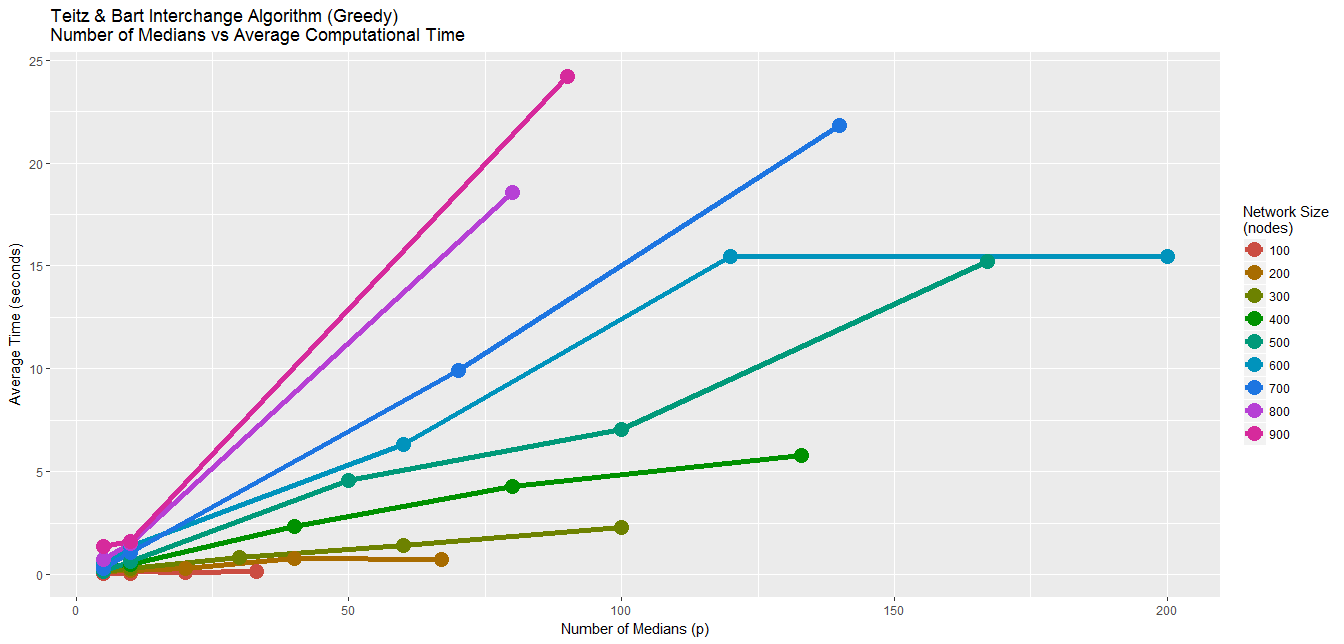 Teitz & Bart Interchange Algorithm (Greedy)
Number of Medians vs Average Computational Time
25
20
15
10
5
0
Average Time (seconds)
0 50 100 150 200
Number of Medians (p)
Network Size
(nodes)
100
200
300
400
500
600
700
800
900